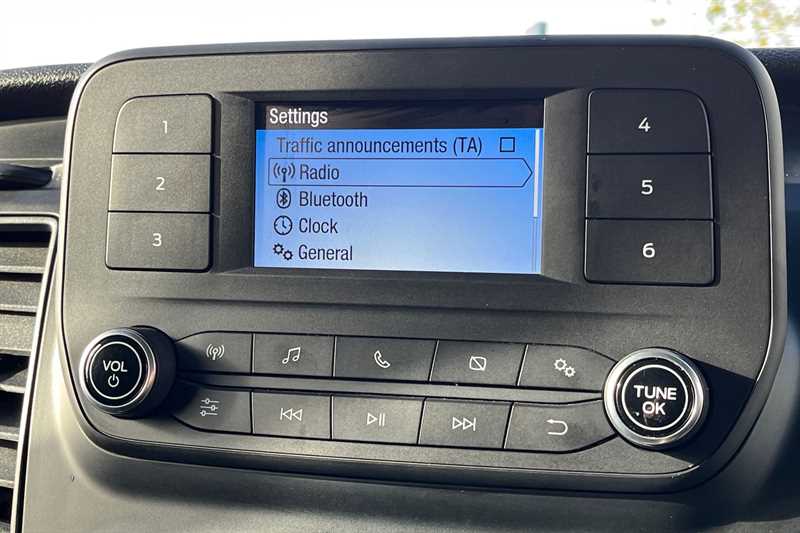 Settings
Traffic announcements (TA)
Radio
Bluetooth
Clock
General
1
2
3
4
5
6
VOL
TUNE
OK